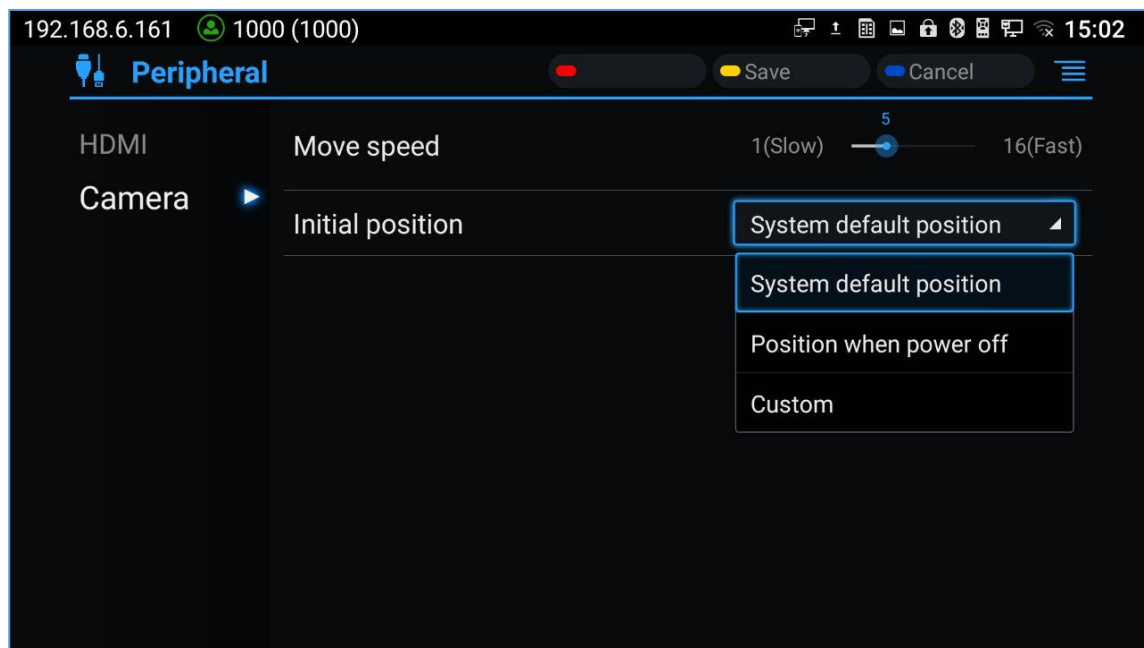 192.168.6.161 1000 (1000) 15:02
Peripheral Save Cancel
HDMI
Camera
Move speed 1(Slow) 5 16(Fast)
Initial position System default position
System default position
Position when power off
Custom